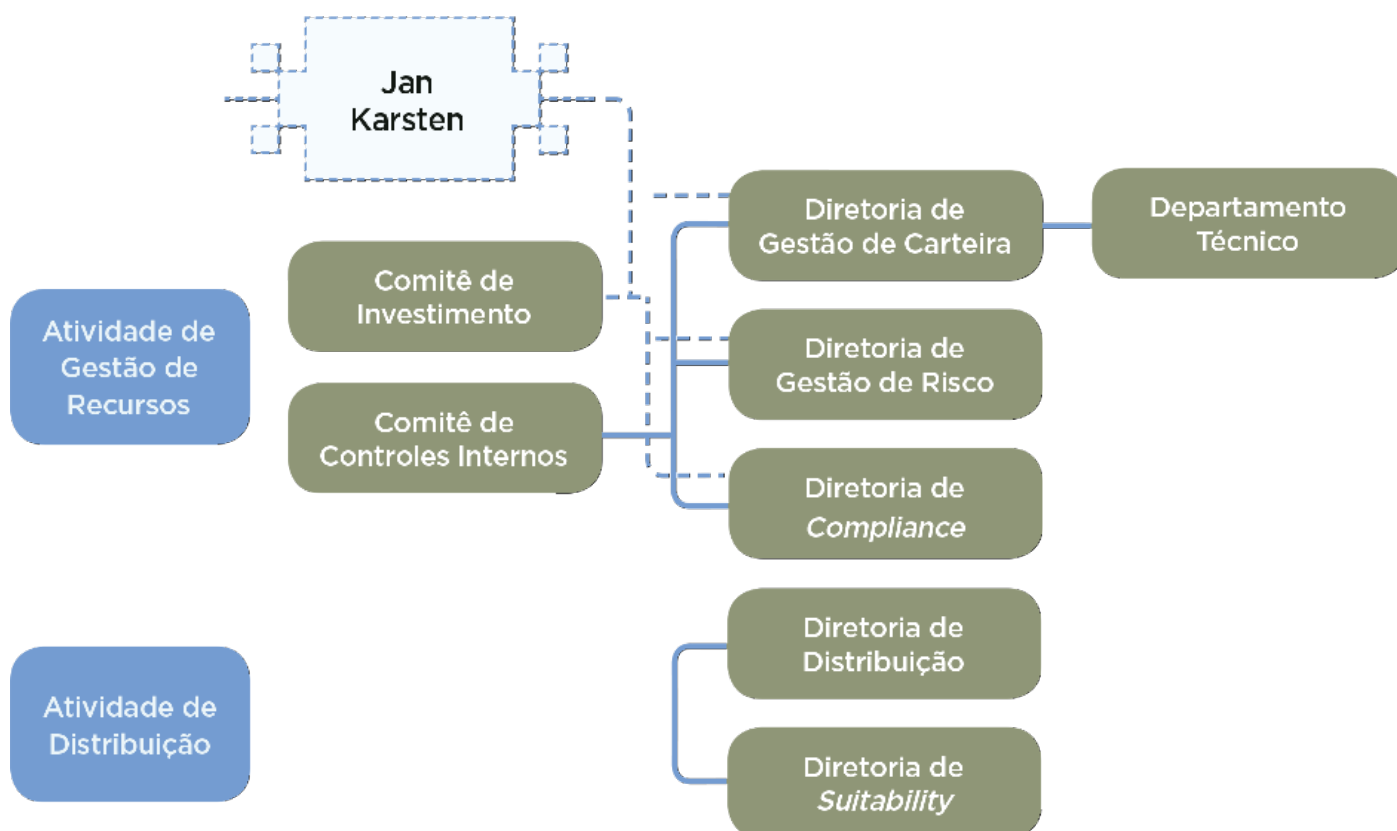 Jan
Karsten
Diretoria de
Gestão de Carteira
Departamento
Técnico
Comitê de
Investimento
Atividade de
Gestão de
Recursos
Diretoria de
Gestão de Risco
Comitê de
Controles Internos
Diretoria de
Compliance
Diretoria de
Distribuição
Atividade de
Distribuição
Diretoria de
Suitability